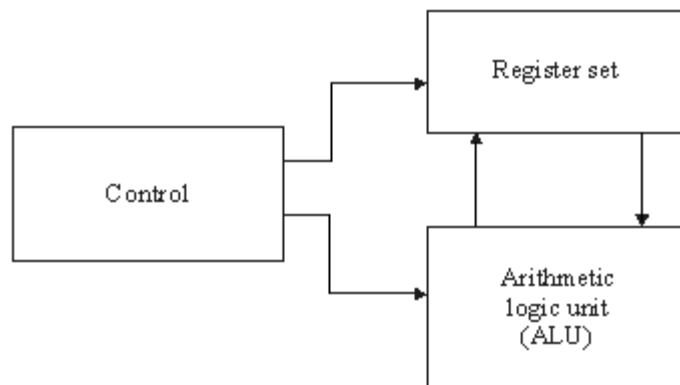 Register set
Control
Arithmetic
logic unit
(ALU)